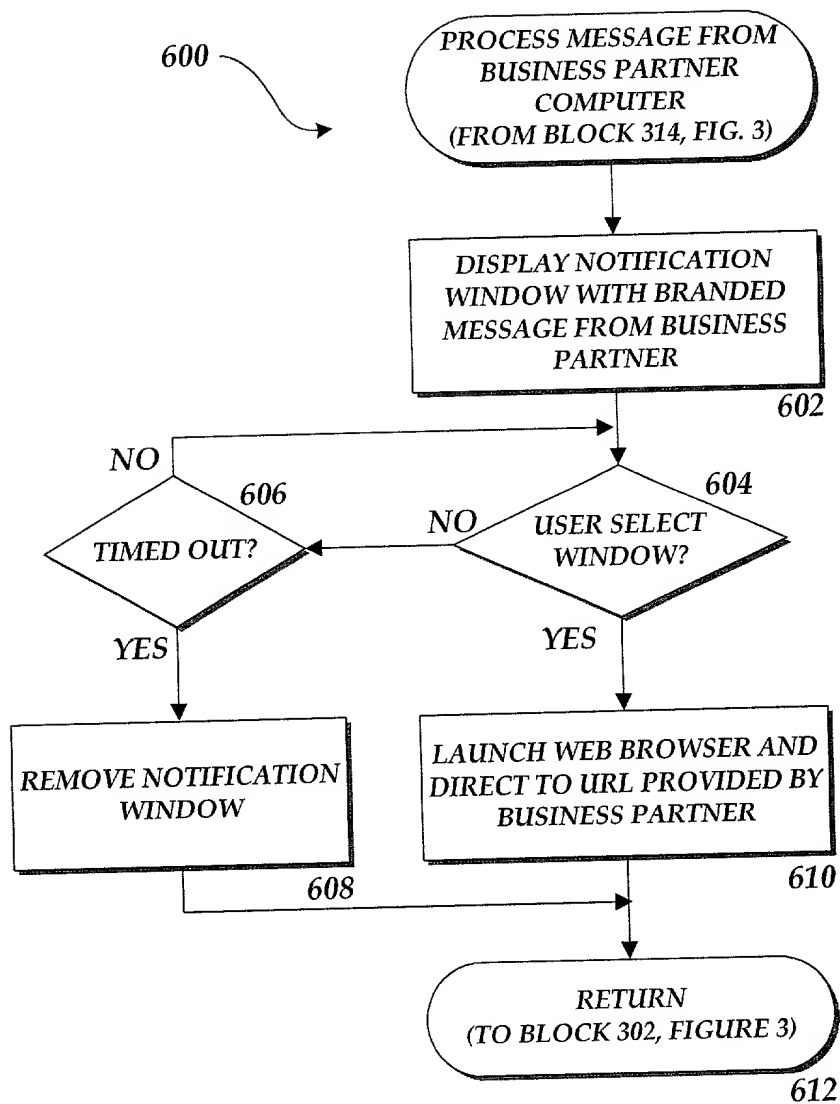 600
PROCESS MESSAGE FROM
BUSINESS PARTNER
COMPUTER
(FROM BLOCK 314, FIG. 3)
DISPLAY NOTIFICATION
WINDOW WITH BRANDED
MESSAGE FROM BUSINESS
PARTNER
602
NO
606
TIMED OUT?
YES
NO
604
USER SELECT
WINDOW?
YES
REMOVE NOTIFICATION
WINDOW
608
LAUNCH WEB BROWSER AND
DIRECT TO URL PROVIDED BY
BUSINESS PARTNER
610
RETURN
(TO BLOCK 302, FIGURE 3)
612